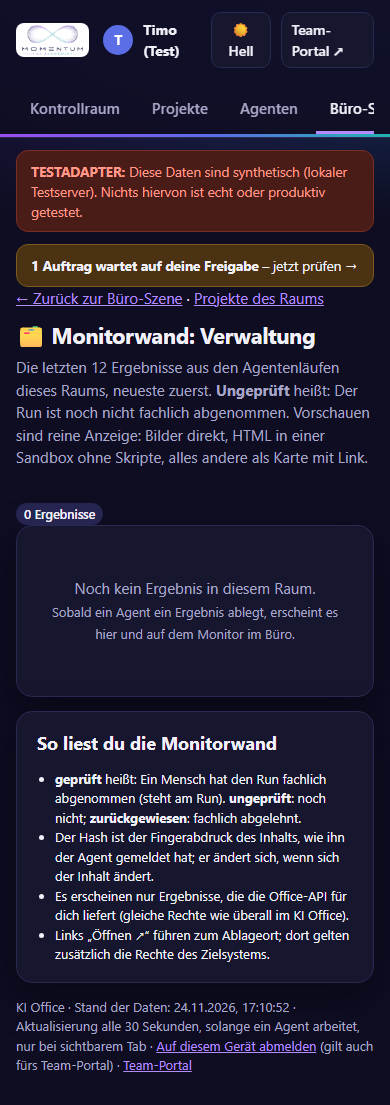 MOMENTUM
T
Timo
(Test)
Hell
Team-
Portal ↗
Kontrollraum Projekte Agenten Büro-S
TESTADAPTER: Diese Daten sind synthetisch (lokaler
Testserver). Nichts hiervon ist echt oder produktiv
getestet.
1 Auftrag wartet auf deine Freigabe – jetzt prüfen →
← Zurück zur Büro-Szene · Projekte des Raums
Monitorwand: Verwaltung
Die letzten 12 Ergebnisse aus den Agentenläufen
dieses Raums, neueste zuerst. Ungeprüft heißt: Der
Run ist noch nicht fachlich abgenommen. Vorschauen
sind reine Anzeige: Bilder direkt, HTML in einer
Sandbox ohne Skripte, alles andere als Karte mit Link.
0 Ergebnisse
Noch kein Ergebnis in diesem Raum.
Sobald ein Agent ein Ergebnis ablegt, erscheint es
hier und auf dem Monitor im Büro.
So liest du die Monitorwand
• geprüft heißt: Ein Mensch hat den Run fachlich
abgenommen (steht am Run). ungeprüft: noch
nicht; zurückgewiesen: fachlich abgelehnt.
• Der Hash ist der Fingerabdruck des Inhalts, wie ihn
der Agent gemeldet hat; er ändert sich, wenn sich
der Inhalt ändert.
• Es erscheinen nur Ergebnisse, die die Office-API für
dich liefert (gleiche Rechte wie überall im KI Office).
• Links „Öffnen ↗“ führen zum Ablageort; dort gelten
zusätzlich die Rechte des Zielsystems.
KI Office · Stand der Daten: 24.11.2026, 17:10:52 ·
Aktualisierung alle 30 Sekunden, solange ein Agent arbeitet,
nur bei sichtbarem Tab · Auf diesem Gerät abmelden (gilt auch
fürs Team-Portal) · Team-Portal